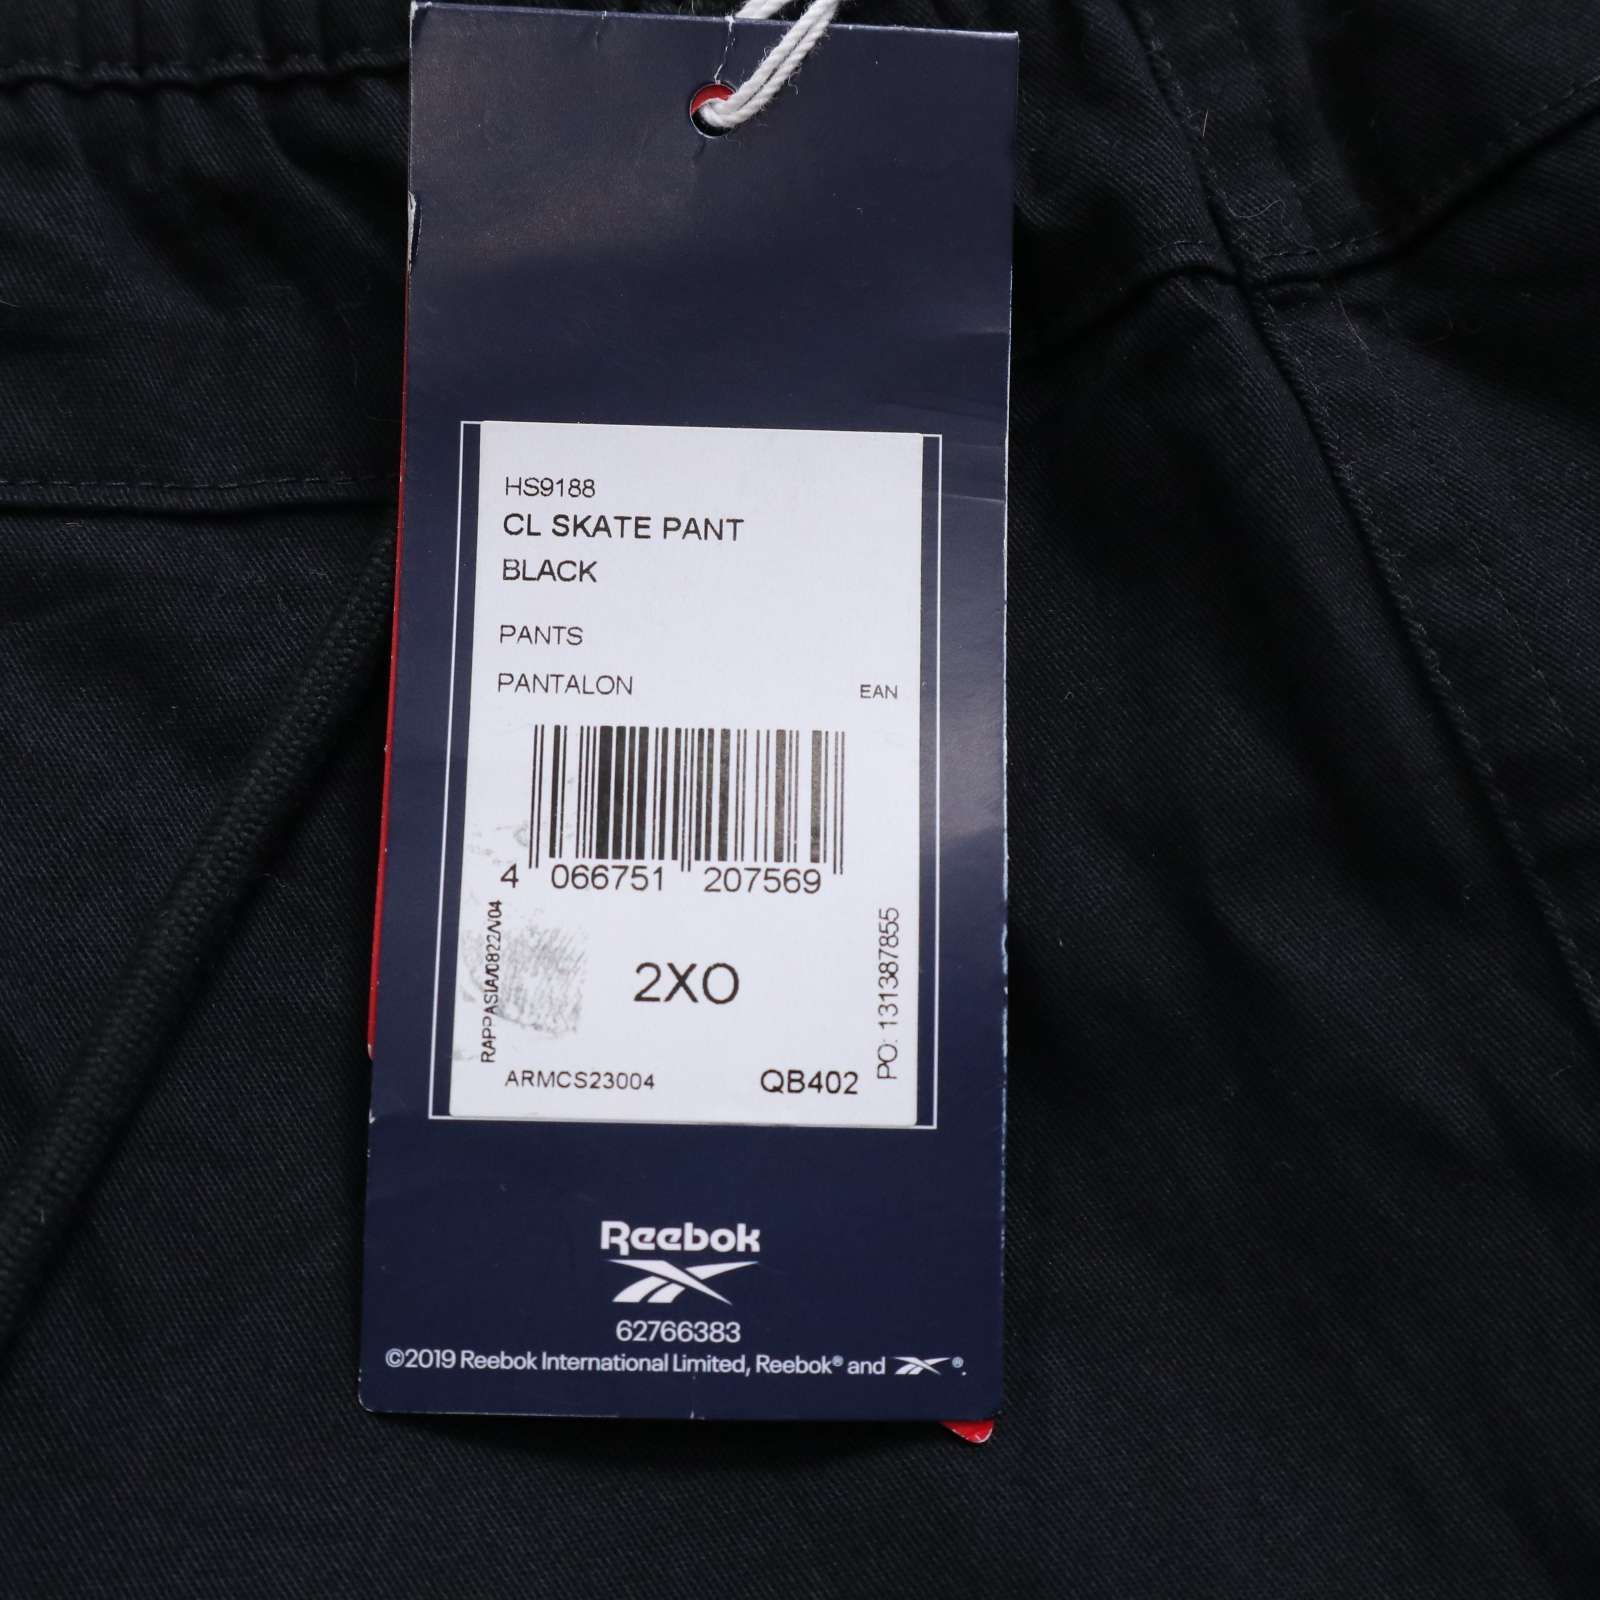 HS9188
CL SKATE PANT
BLACK
PANTS
PANTALON
EAN
4 066751 207569
RAPPASIA/0822/V04
2XO
PO: 131387855
ARMCS23004
QB402
Reebok
62766383
©2019 Reebok International Limited, Reebok® and ®.